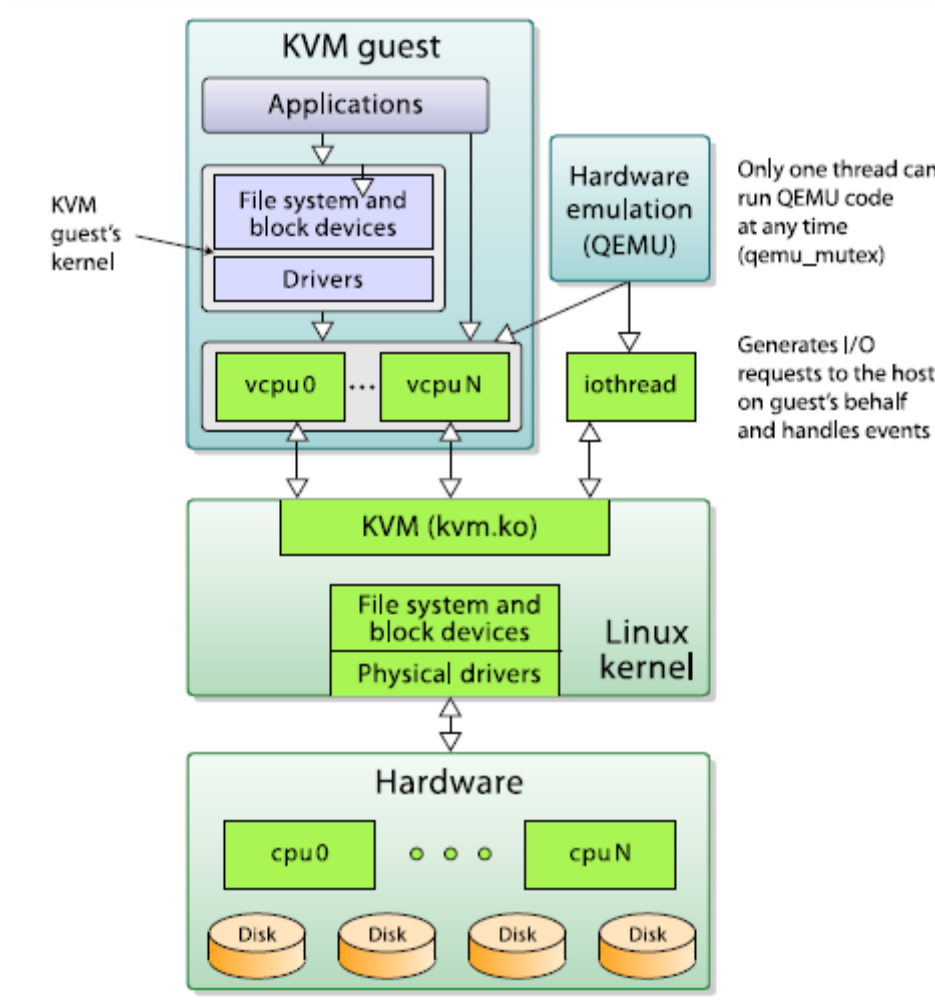 KVM guest
Applications
File system and
block devices
Drivers
KVM
guest's
kernel
vcpu0
...
vcpuN
Hardware
emulation
(QEMU)
Only one thread can
run QEMU code
at any time
(qemu_mutex)
iothread
Generates I/O
requests to the host
on guest's behalf
and handles events
KVM (kvm.ko)
File system and
block devices
Physical drivers
Linux
kernel
Hardware
cpu0
cpuN
Disk
Disk
Disk
Disk